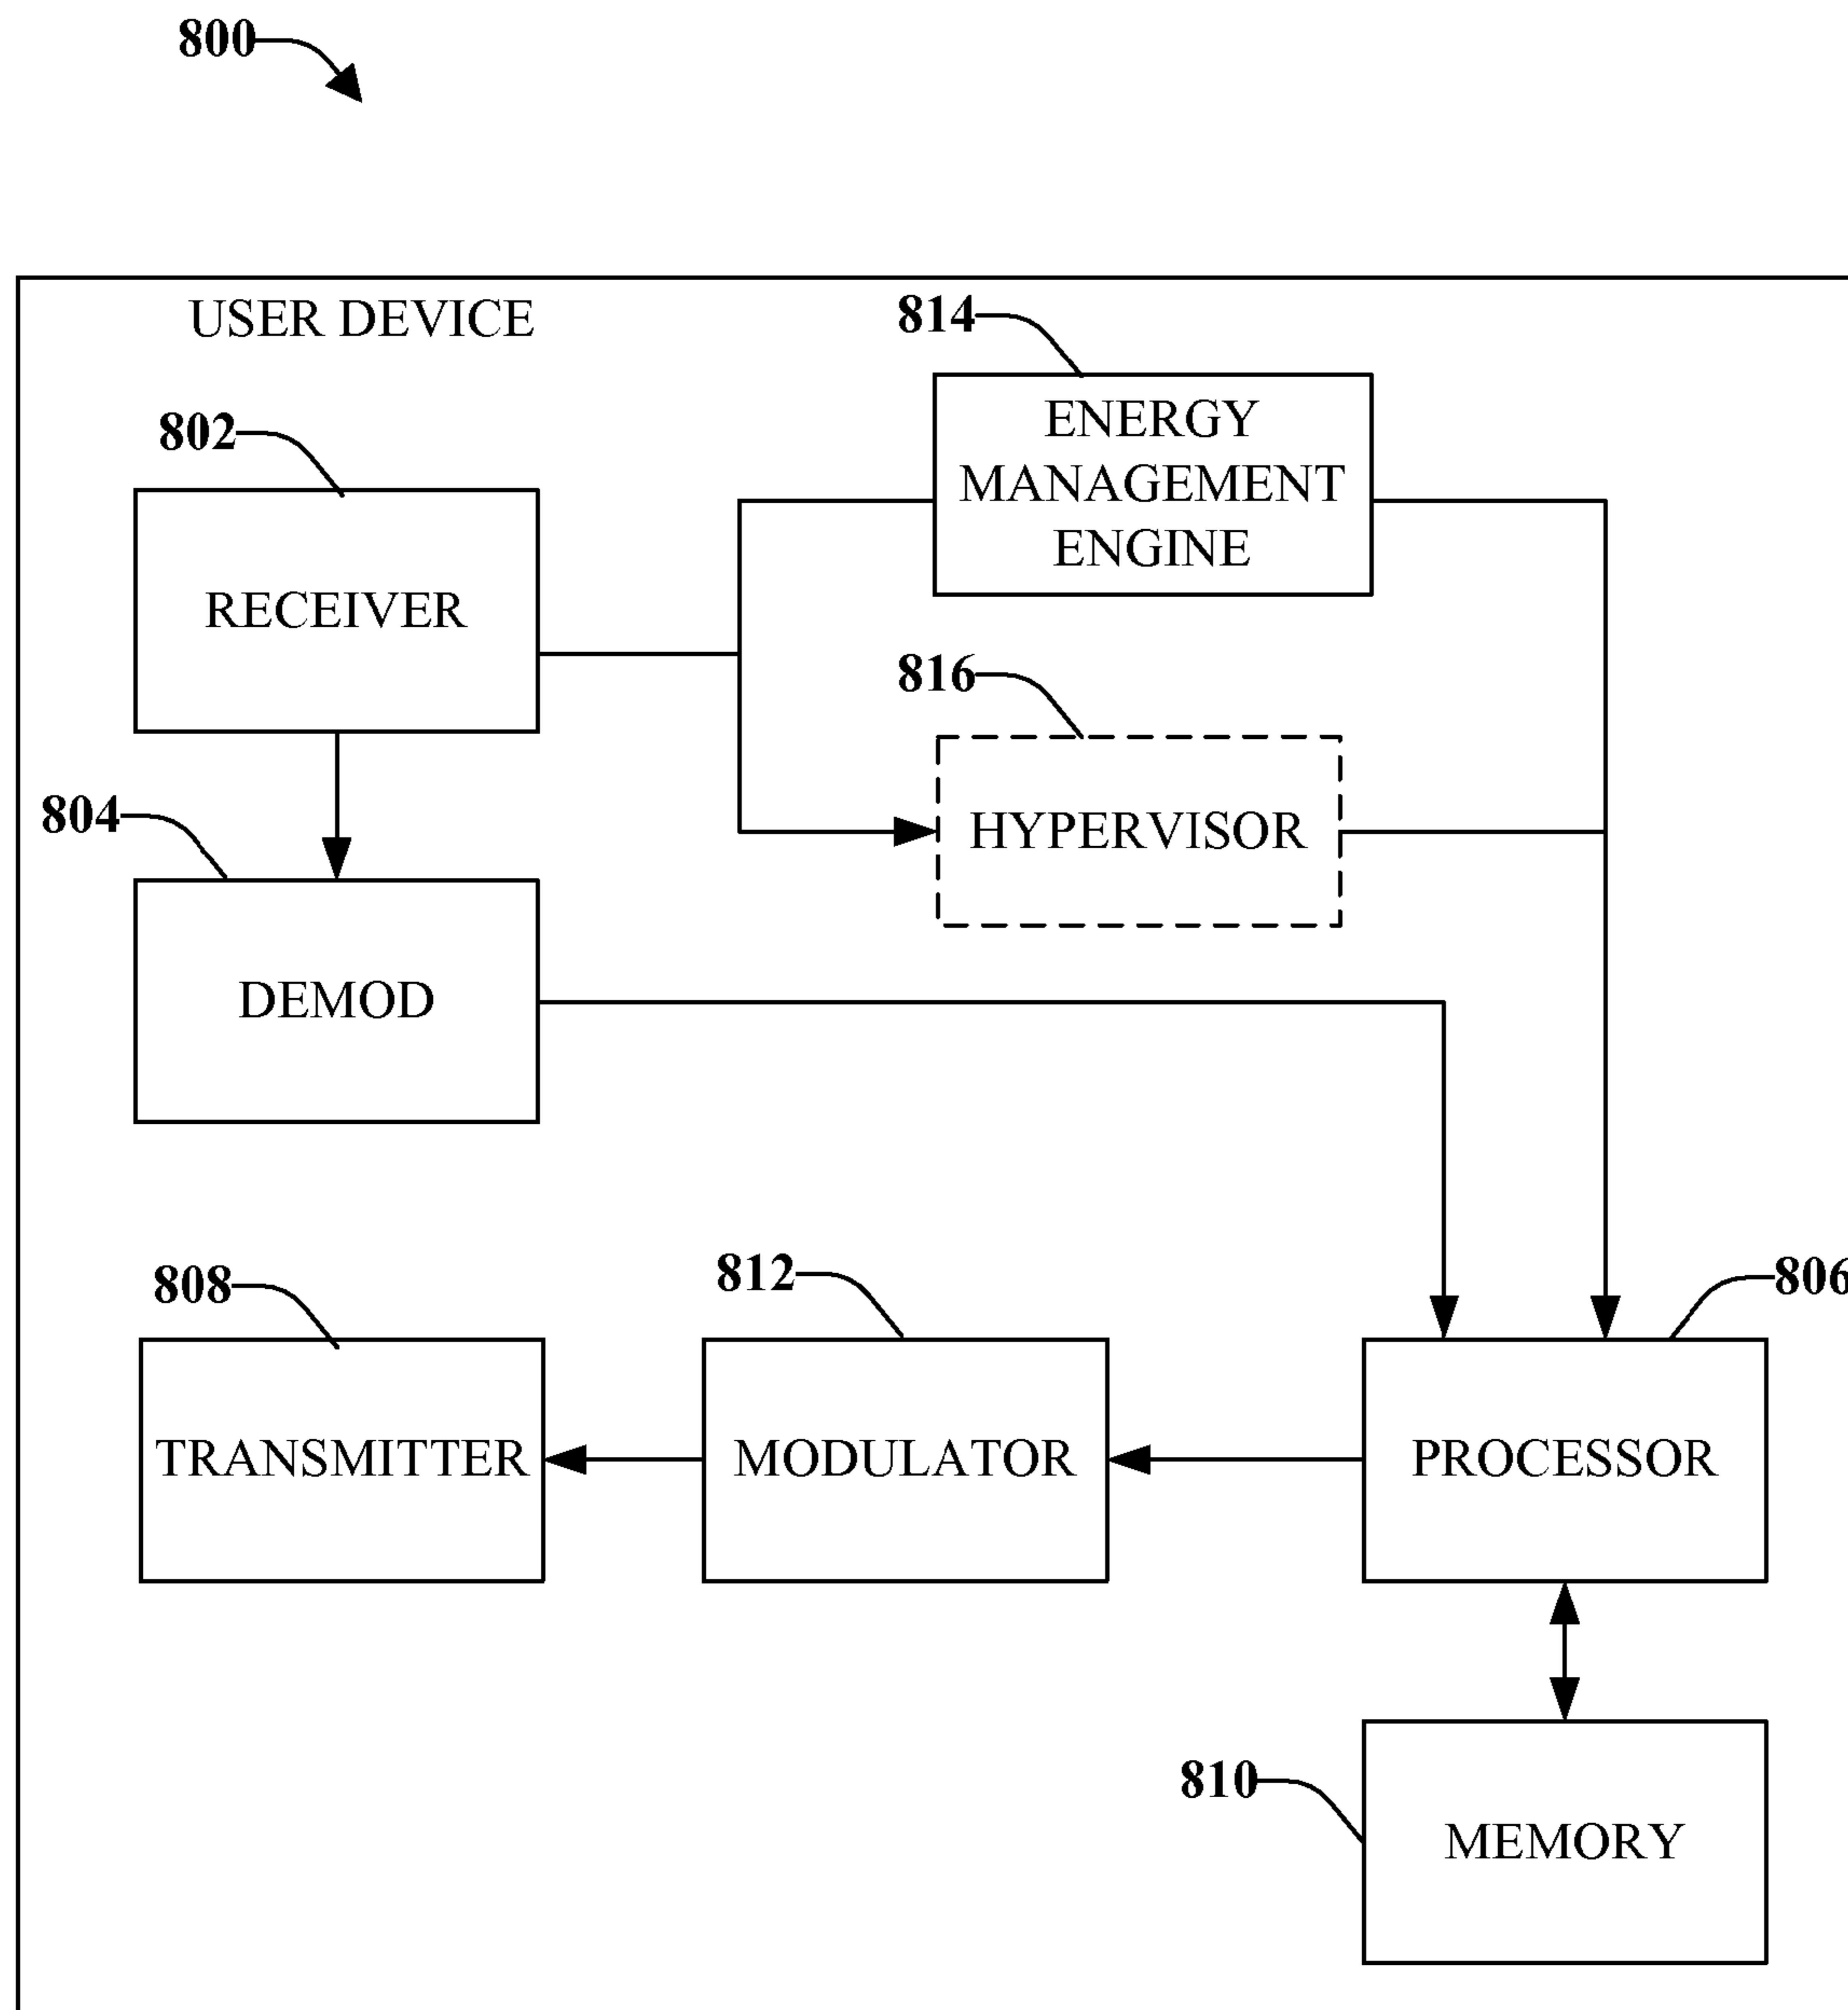 800
USER DEVICE
814
802
ENERGY
MANAGEMENT
ENGINE
RECEIVER
816
804
HYPERVISOR
DEMOD
808
812
806
TRANSMITTER
MODULATOR
PROCESSOR
810
MEMORY